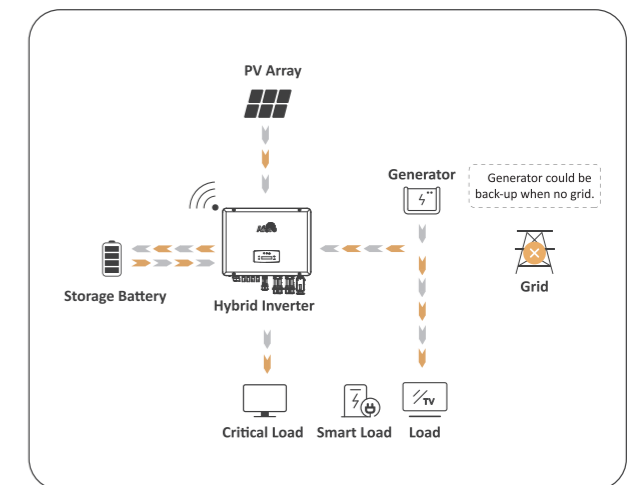 PV Array
Generator
Generator could be
back-up when no grid.
Storage Battery
Hybrid Inverter
Grid
TV
Critical Load
Smart Load
Load